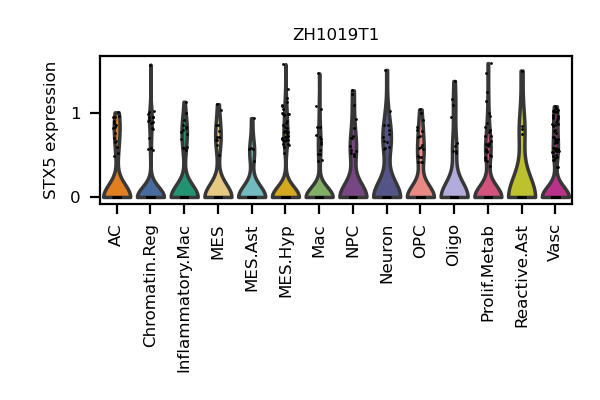 ZH1019T1
STX5 expression
1
0
AC
Chromatin.Reg
Inflammatory.Mac
MES
MES.Ast
MES.Hyp
Mac
NPC
Neuron
OPC
Oligo
Prolif.Metab
Reactive.Ast
Vasc